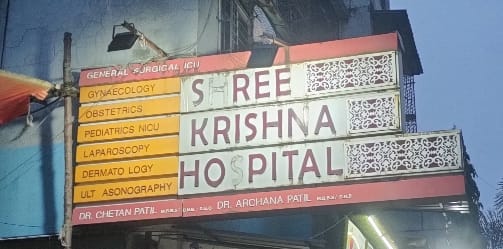 GENERAL SURGICAL ICU
GYNAECOLOGY
OBSTETRICS
PEDIATRICS NICU
LAPAROSCOPY
DERMATO LOGY
ULT ASONOGRAPHY
SHREE
KRISHNA
HOSPITAL
DR. CHETAN PATIL DR. ARCHANA PATIL